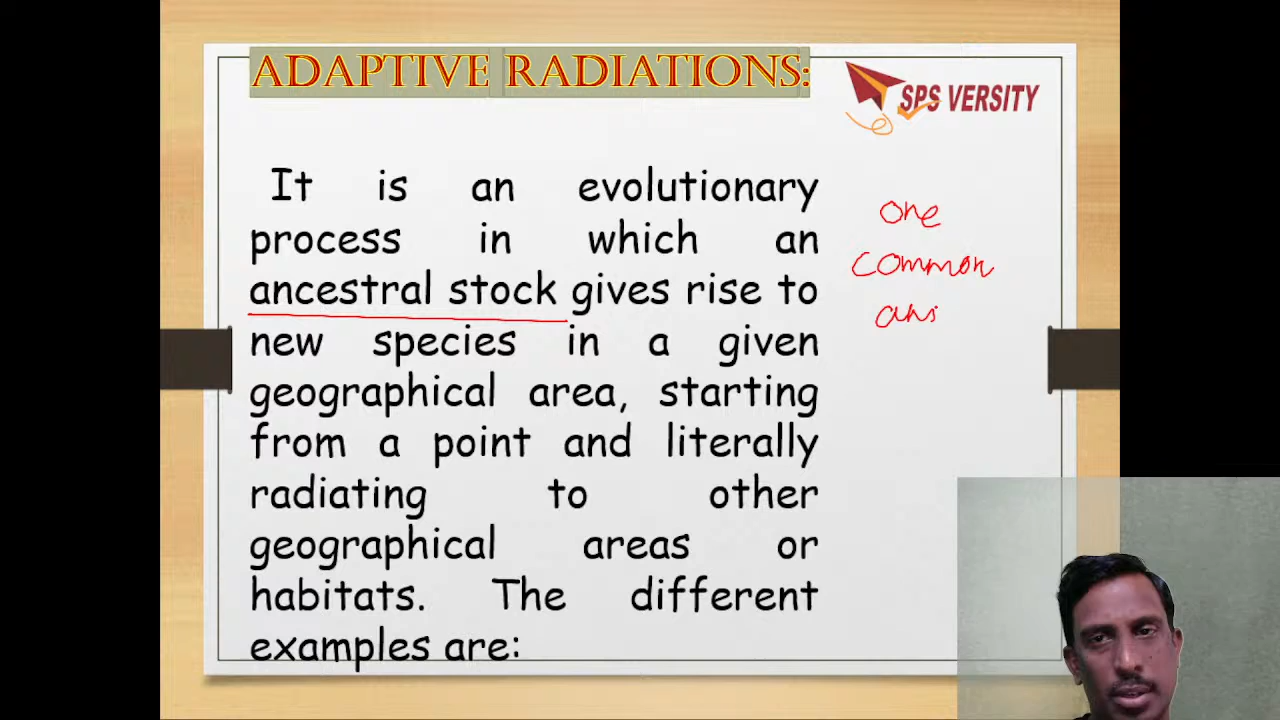 ADAPTIVE RADIATIONS:
SPS VERSITY
It is an evolutionary
process in which an
ancestral stock gives rise to
new species in a given
geographical area, starting
from a point and literally
radiating to other
geographical areas or
habitats. The different
examples are:
one
common